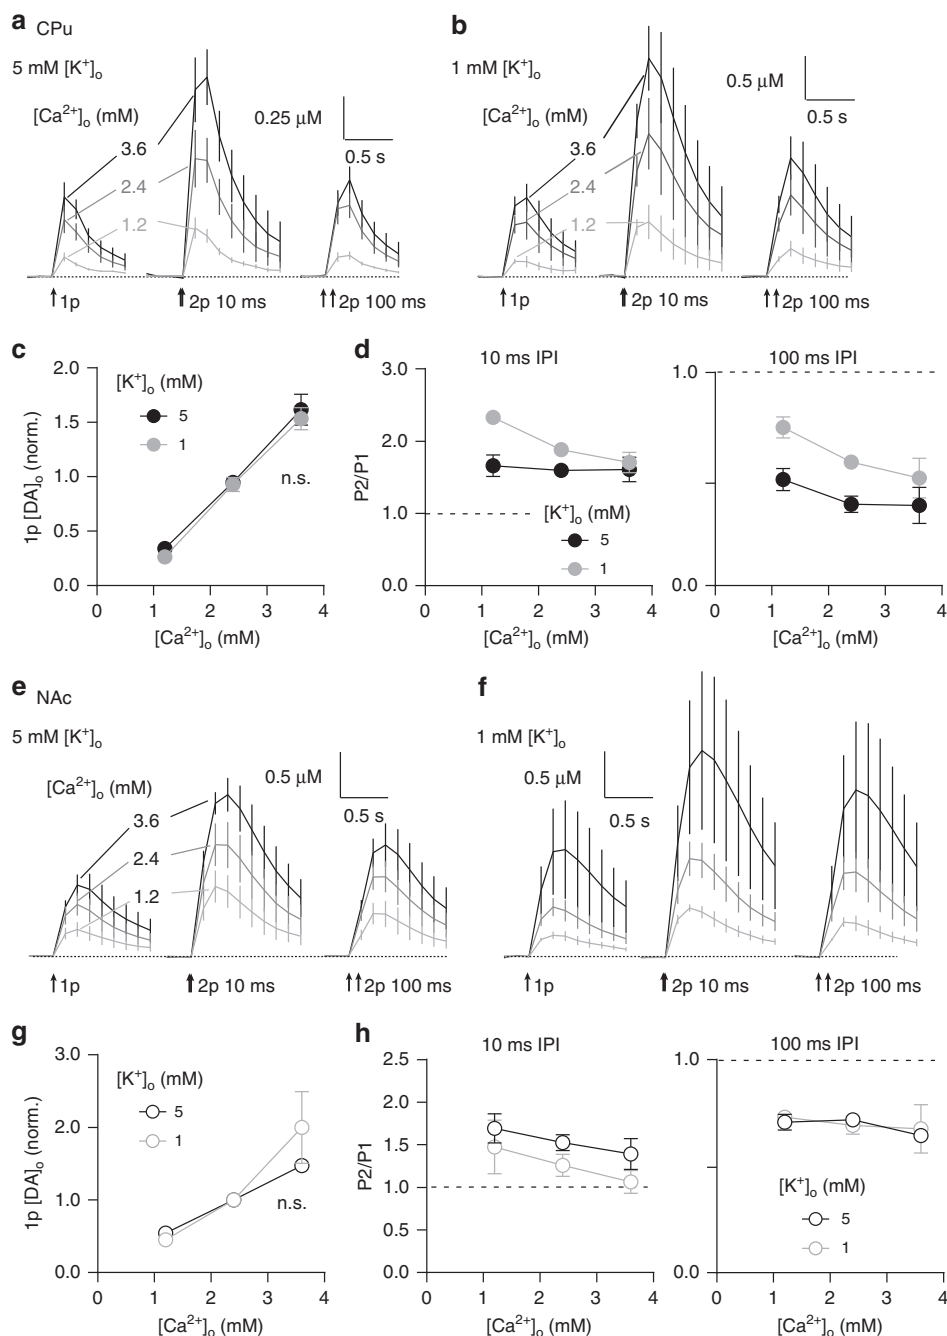 a CPu
5 mM [K⁺]ₒ
[Ca²⁺]ₒ (mM)
3.6
2.4
1.2
0.25 μM
0.5 s
1p
2p 10 ms
2p 100 ms
b
1 mM [K⁺]ₒ
[Ca²⁺]ₒ (mM)
3.6
2.4
1.2
0.5 μM
0.5 s
1p
2p 10 ms
2p 100 ms
c
1p [DA]ₒ (norm.)
2.0
1.5
1.0
0.5
0.0
[K⁺]ₒ (mM)
5
1
n.s.
0 1 2 3 4
[Ca²⁺]ₒ (mM)
d
10 ms IPI
P2/P1
3.0
2.0
1.0
0.0
[K⁺]ₒ (mM)
5
1
0 1 2 3 4
[Ca²⁺]ₒ (mM)
100 ms IPI
1.0
0.0
0 1 2 3 4
[Ca²⁺]ₒ (mM)
e NAc
5 mM [K⁺]ₒ
[Ca²⁺]ₒ (mM)
3.6
2.4
1.2
0.5 μM
0.5 s
1p
2p 10 ms
2p 100 ms
f
1 mM [K⁺]ₒ
0.5 μM
0.5 s
1p
2p 10 ms
2p 100 ms
g
1p [DA]ₒ (norm.)
3.0
2.0
1.0
0.0
[K⁺]ₒ (mM)
5
1
n.s.
0 1 2 3 4
[Ca²⁺]ₒ (mM)
h
10 ms IPI
P2/P1
2.5
2.0
1.5
1.0
0.5
0.0
0 1 2 3 4
[Ca²⁺]ₒ (mM)
100 ms IPI
1.0
0.0
[K⁺]ₒ (mM)
5
1
0 1 2 3 4
[Ca²⁺]ₒ (mM)